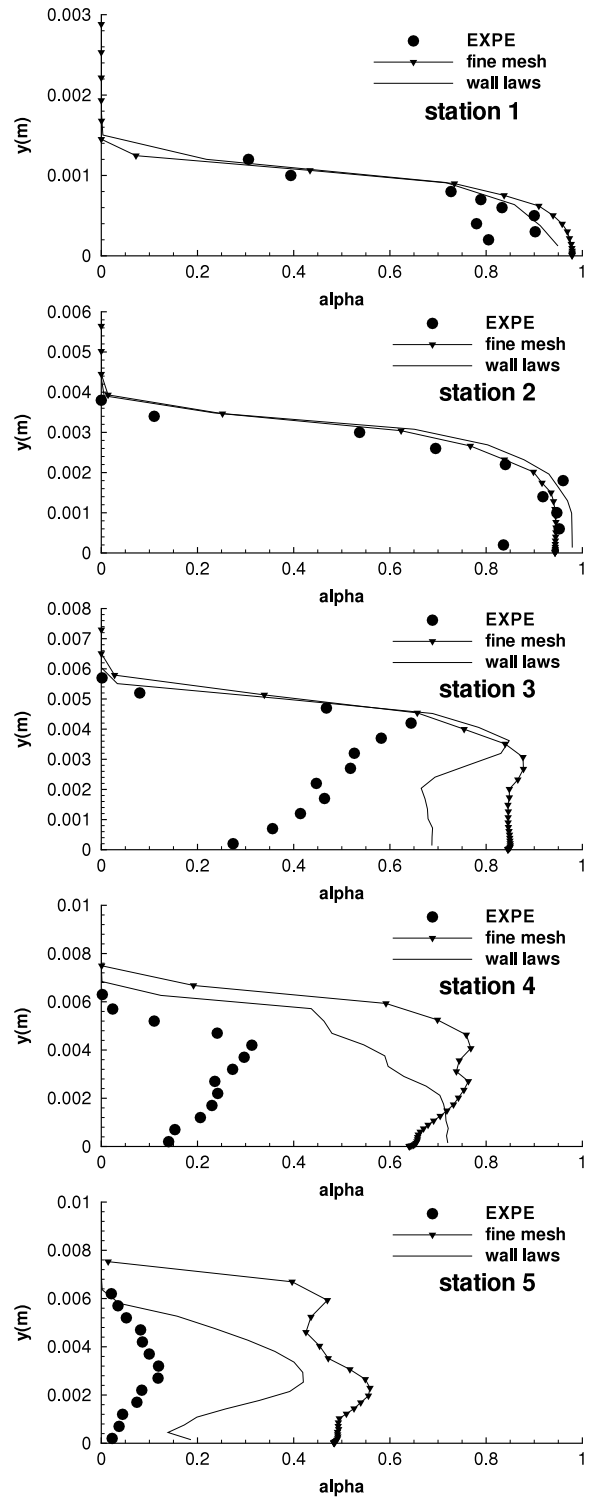 EXPE
fine mesh
wall laws
station 1
y(m)
0.003
0.002
0.001
0
0.2
0.4
0.6
0.8
1
alpha
EXPE
fine mesh
wall laws
station 2
y(m)
0.006
0.005
0.004
0.003
0.002
0.001
0
0
0.2
0.4
0.6
0.8
1
alpha
EXPE
fine mesh
wall laws
station 3
y(m)
0.008
0.007
0.006
0.005
0.004
0.003
0.002
0.001
0
0
0.2
0.4
0.6
0.8
1
alpha
EXPE
fine mesh
wall laws
station 4
y(m)
0.01
0.008
0.006
0.004
0.002
0
0
0.2
0.4
0.6
0.8
1
alpha
EXPE
fine mesh
wall laws
station 5
y(m)
0.01
0.008
0.006
0.004
0.002
0
0
0.2
0.4
0.6
0.8
1
alpha